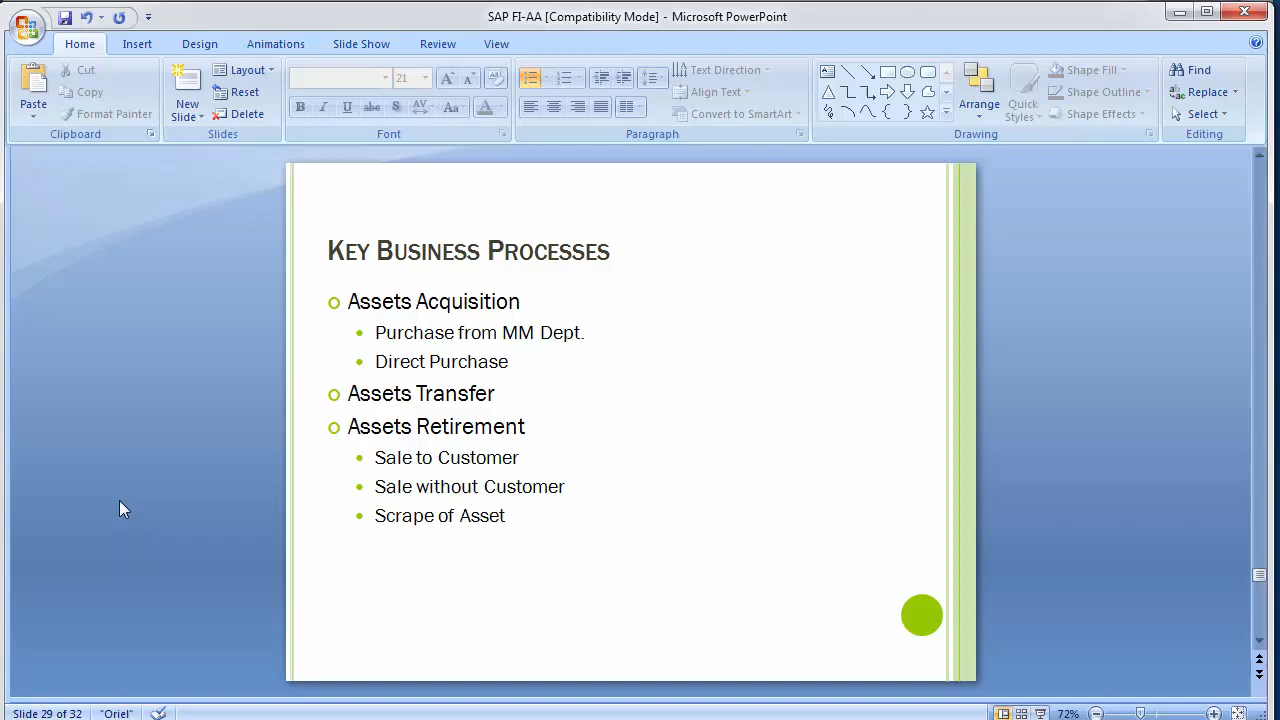 SAP FI-AA [Compatibility Mode] - Microsoft PowerPoint
Home Insert Design Animations Slide Show Review View
Paste
Cut
Copy
Format Painter
Clipboard
New Slide
Layout
Reset
Delete
Slides
21
B I U abc S AV Aa A
Font
Text Direction
Align Text
Convert to SmartArt
Paragraph
Arrange
Quick Styles
Shape Fill
Shape Outline
Shape Effects
Drawing
Find
Replace
Select
Editing
KEY BUSINESS PROCESSES
Assets Acquisition
Purchase from MM Dept.
Direct Purchase
Assets Transfer
Assets Retirement
Sale to Customer
Sale without Customer
Scrape of Asset
Slide 29 of 32 "Oriel" 72%